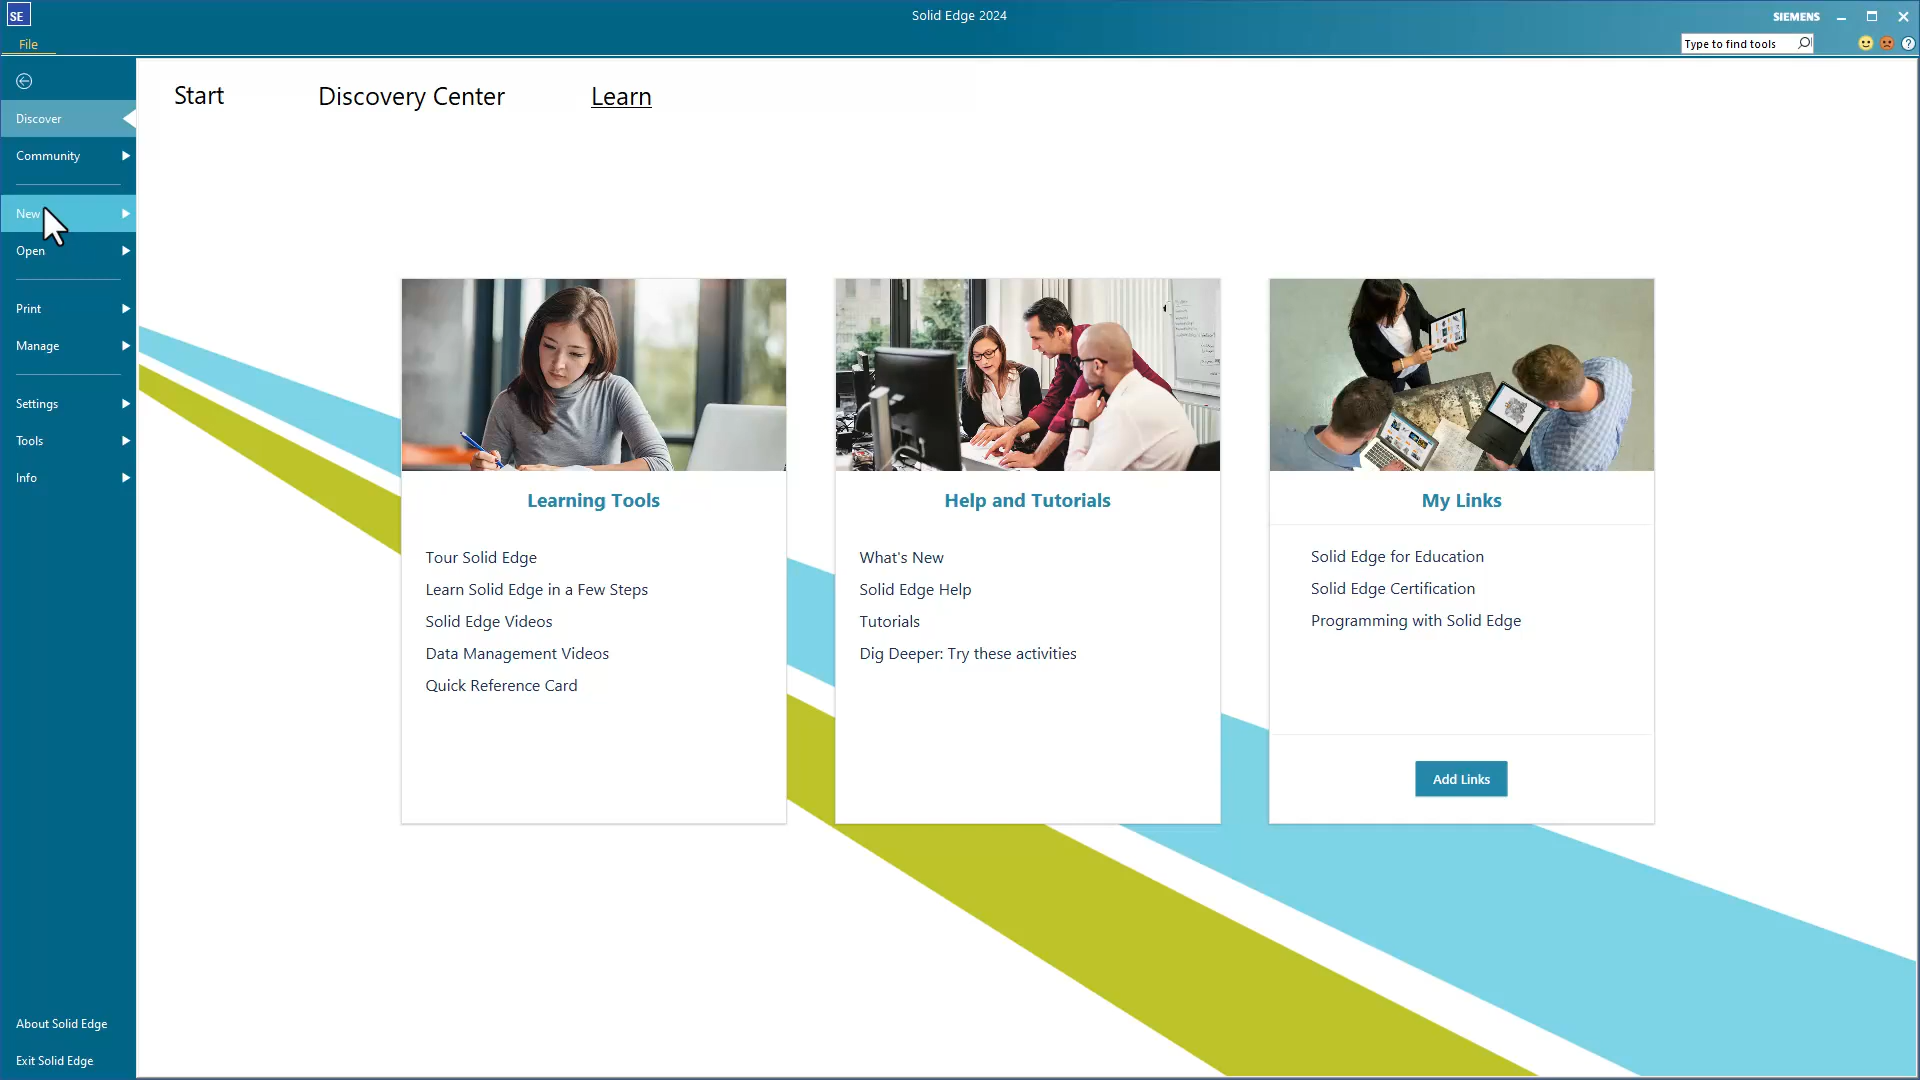 SE
Solid Edge 2024
SIEMENS
File
Type to find tools
Start
Discovery Center
Learn
Discover
Community
New
Open
Print
Manage
Settings
Tools
Info
About Solid Edge
Exit Solid Edge
Learning Tools
Tour Solid Edge
Learn Solid Edge in a Few Steps
Solid Edge Videos
Data Management Videos
Quick Reference Card
Help and Tutorials
What's New
Solid Edge Help
Tutorials
Dig Deeper: Try these activities
My Links
Solid Edge for Education
Solid Edge Certification
Programming with Solid Edge
Add Links